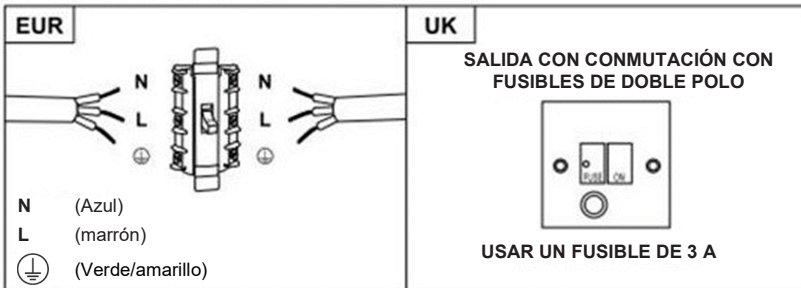 EUR
N
N
L
L
N (Azul)
L (marrón)
(Verde/amarillo)
UK
SALIDA CON CONMUTACIÓN CON
FUSIBLES DE DOBLE POLO
FUSE ON
USAR UN FUSIBLE DE 3 A